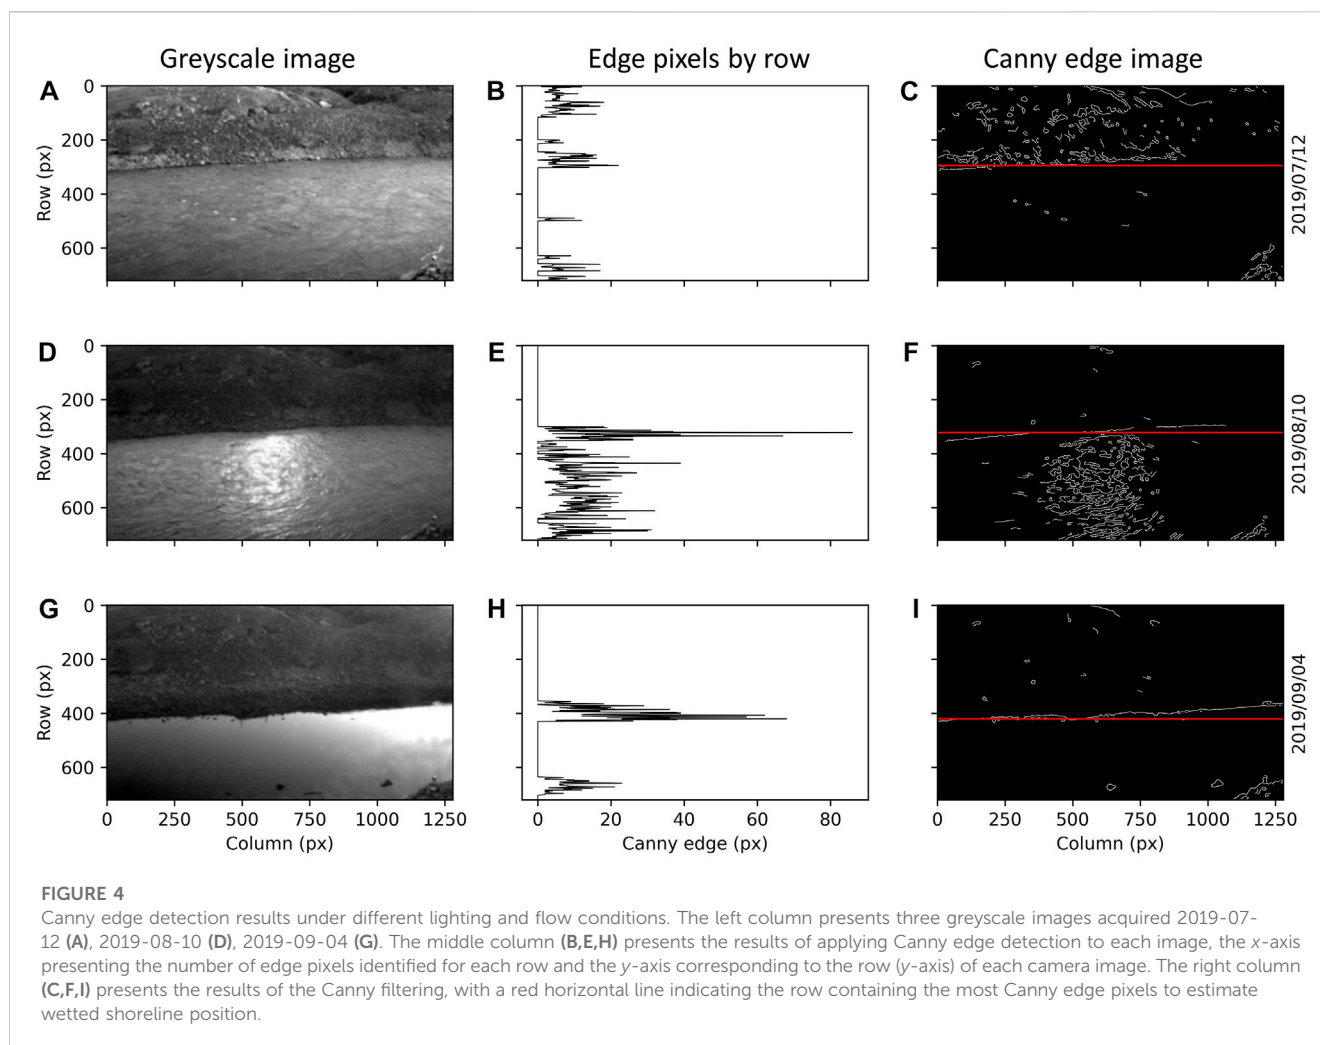 Greyscale image
Edge pixels by row
Canny edge image
A
0
200
400
600
Row (px)
B
C
2019/07/12
D
0
200
400
600
Row (px)
E
F
2019/08/10
G
0
200
400
600
Row (px)
0 250 500 750 1000 1250
Column (px)
H
0 20 40 60 80
Canny edge (px)
I
0 250 500 750 1000 1250
Column (px)
2019/09/04
FIGURE 4
Canny edge detection results under different lighting and flow conditions. The left column presents three greyscale images acquired 2019-07-
12 (A), 2019-08-10 (D), 2019-09-04 (G). The middle column (B,E,H) presents the results of applying Canny edge detection to each image, the x-axis
presenting the number of edge pixels identified for each row and the y-axis corresponding to the row (y-axis) of each camera image. The right column
(C,F,I) presents the results of the Canny filtering, with a red horizontal line indicating the row containing the most Canny edge pixels to estimate
wetted shoreline position.